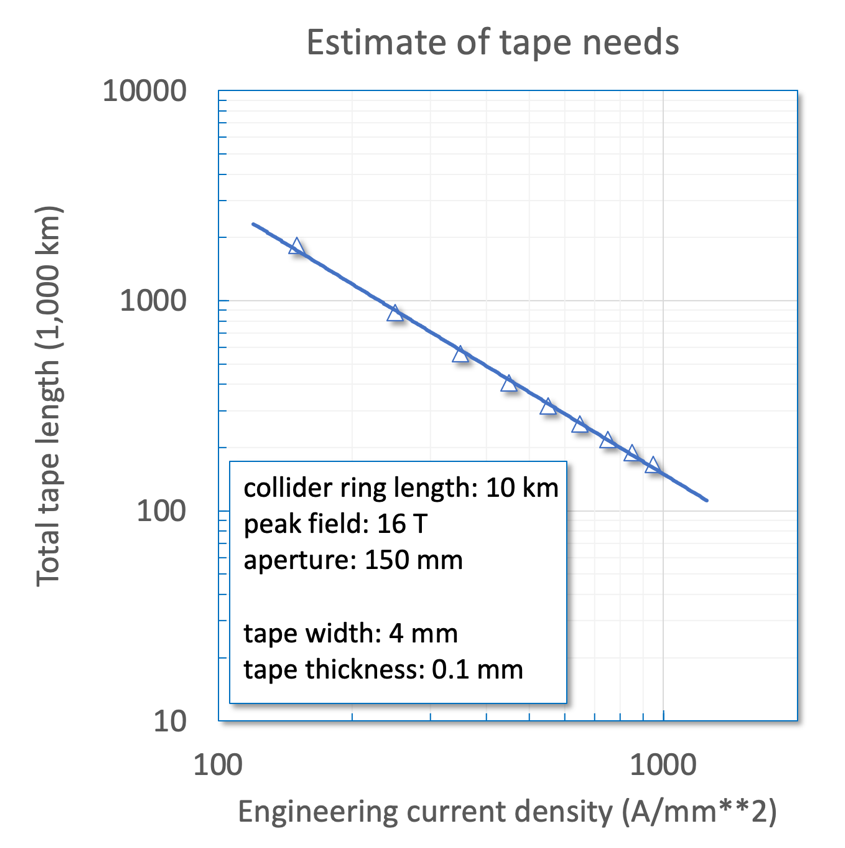 Estimate of tape needs
10000
1000
100
10
Total tape length (1,000 km)
collider ring length: 10 km
peak field: 16 T
aperture: 150 mm
tape width: 4 mm
tape thickness: 0.1 mm
100
1000
Engineering current density (A/mm**2)